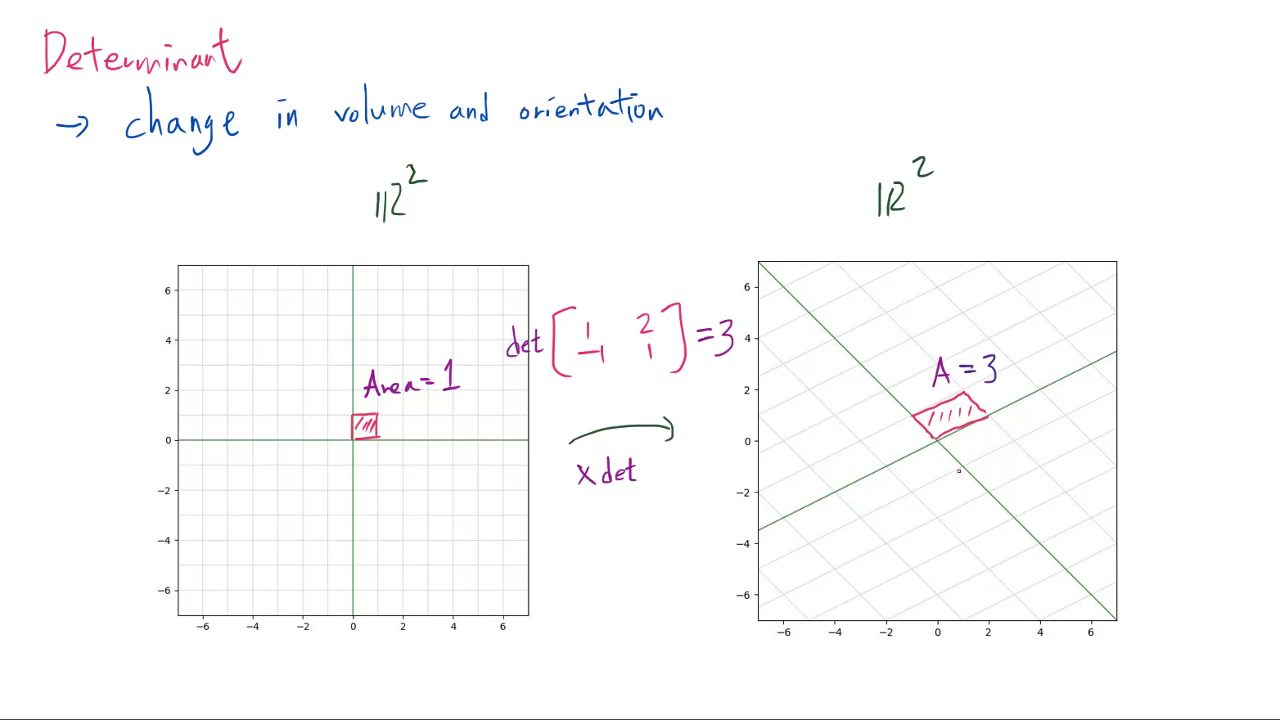 Determinant
→ change in volume and orientation
ℝ²
ℝ²
det [ 1 2
-1 1 ] = 3
Area = 1
A = 3
× det
6
4
2
0
−2
−4
−6
−6 −4 −2 0 2 4 6
6
4
2
0
−2
−4
−6
−6 −4 −2 0 2 4 6